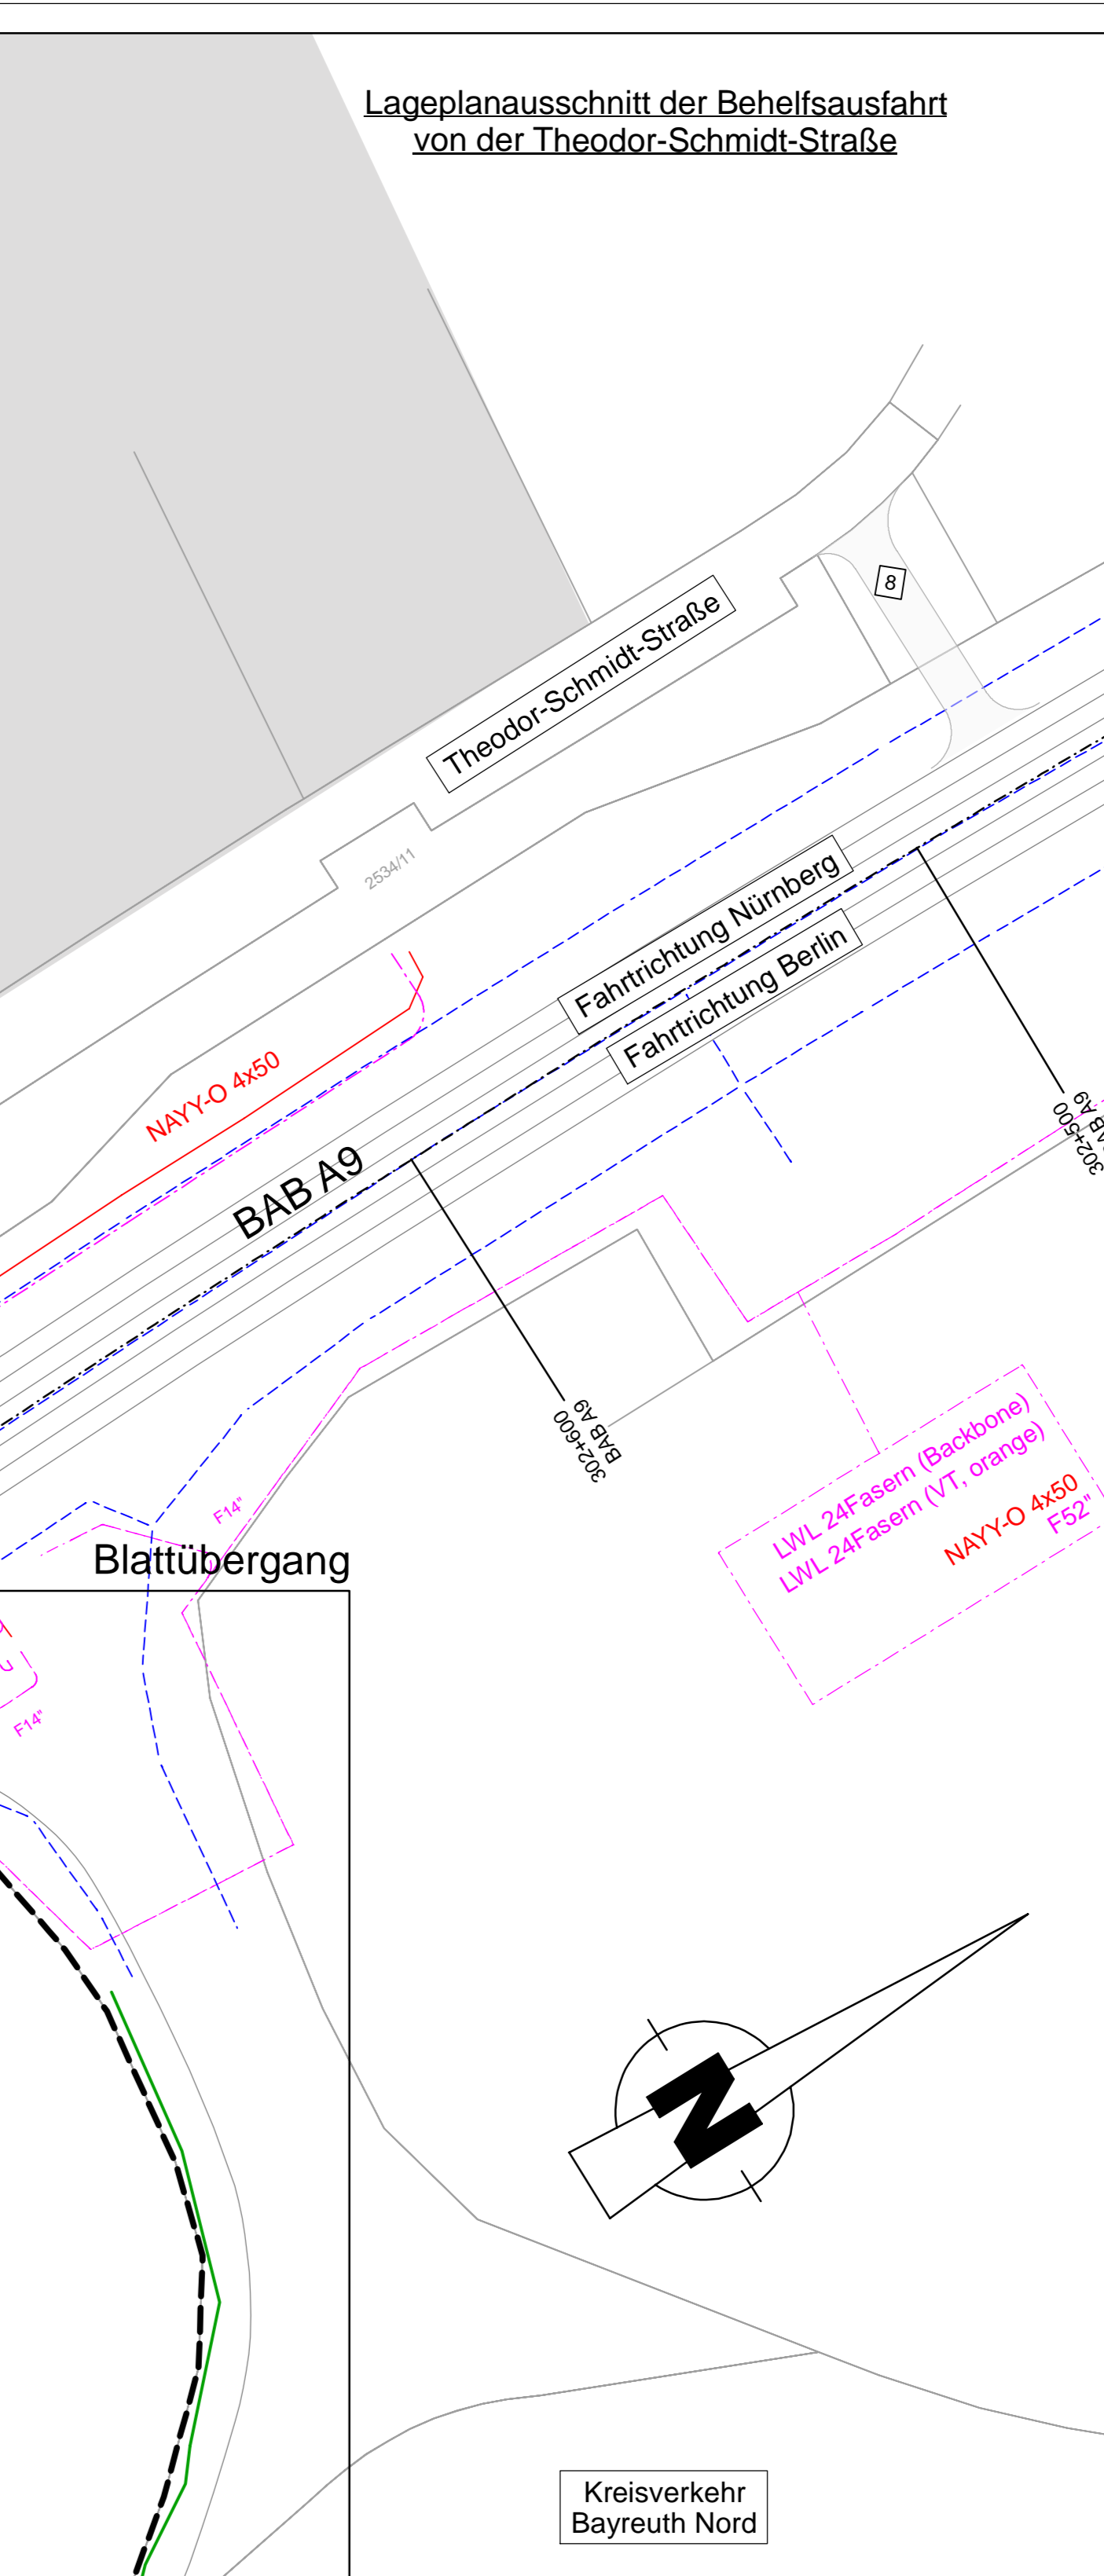 Lageplanausschnitt der Behelfsausfahrt
von der Theodor-Schmidt-Straße
8
Theodor-Schmidt-Straße
2534/11
Fahrtrichtung Nürnberg
Fahrtrichtung Berlin
NAYY-O 4x50
BAB A9
302+500
302+600
BAB A9
LWL 24Fasern (Backbone)
LWL 24Fasern (VT, orange)
NAYY-O 4x50
F52"
F14"
Blattübergang
F14"
N
Kreisverkehr
Bayreuth Nord